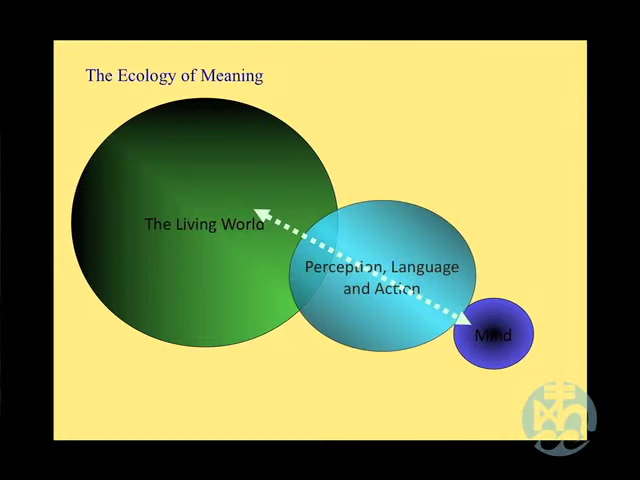 The Ecology of Meaning
The Living World
Perception, Language
and Action
Mind